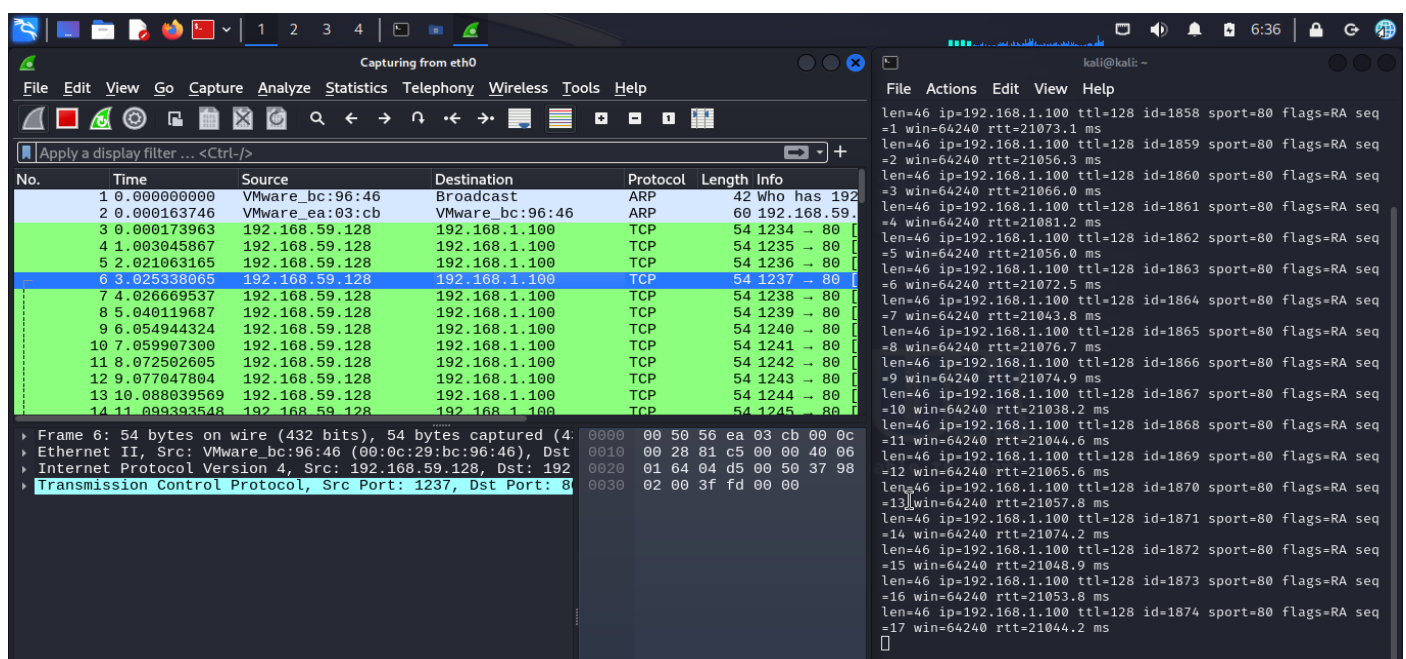 1 2 3 4
6:36
Capturing from eth0
File Edit View Go Capture Analyze Statistics Telephony Wireless Tools Help
Apply a display filter ... <Ctrl-/>
No. Time Source Destination Protocol Length Info
1 0.000000000 VMware_bc:96:46 Broadcast ARP 42 Who has 192
2 0.000163746 VMware_ea:03:cb VMware_bc:96:46 ARP 60 192.168.59.
3 0.000173963 192.168.59.128 192.168.1.100 TCP 54 1234 → 80 [
4 1.003045867 192.168.59.128 192.168.1.100 TCP 54 1235 → 80 [
5 2.021063165 192.168.59.128 192.168.1.100 TCP 54 1236 → 80 [
6 3.025338065 192.168.59.128 192.168.1.100 TCP 54 1237 → 80 [
7 4.026669537 192.168.59.128 192.168.1.100 TCP 54 1238 → 80 [
8 5.040119687 192.168.59.128 192.168.1.100 TCP 54 1239 → 80 [
9 6.054944324 192.168.59.128 192.168.1.100 TCP 54 1240 → 80 [
10 7.059907300 192.168.59.128 192.168.1.100 TCP 54 1241 → 80 [
11 8.072502605 192.168.59.128 192.168.1.100 TCP 54 1242 → 80 [
12 9.077047804 192.168.59.128 192.168.1.100 TCP 54 1243 → 80 [
13 10.088039569 192.168.59.128 192.168.1.100 TCP 54 1244 → 80 [
14 11.099393548 192.168.59.128 192.168.1.100 TCP 54 1245 → 80 [
Frame 6: 54 bytes on wire (432 bits), 54 bytes captured (4
Ethernet II, Src: VMware_bc:96:46 (00:0c:29:bc:96:46), Dst
Internet Protocol Version 4, Src: 192.168.59.128, Dst: 192
Transmission Control Protocol, Src Port: 1237, Dst Port: 8
0000 00 50 56 ea 03 cb 00 0c
0010 00 28 81 c5 00 00 40 06
0020 01 64 04 d5 00 50 37 98
0030 02 00 3f fd 00 00
kali@kali: ~
File Actions Edit View Help
len=46 ip=192.168.1.100 ttl=128 id=1858 sport=80 flags=RA seq
=1 win=64240 rtt=21073.1 ms
len=46 ip=192.168.1.100 ttl=128 id=1859 sport=80 flags=RA seq
=2 win=64240 rtt=21056.3 ms
len=46 ip=192.168.1.100 ttl=128 id=1860 sport=80 flags=RA seq
=3 win=64240 rtt=21066.0 ms
len=46 ip=192.168.1.100 ttl=128 id=1861 sport=80 flags=RA seq
=4 win=64240 rtt=21081.2 ms
len=46 ip=192.168.1.100 ttl=128 id=1862 sport=80 flags=RA seq
=5 win=64240 rtt=21056.0 ms
len=46 ip=192.168.1.100 ttl=128 id=1863 sport=80 flags=RA seq
=6 win=64240 rtt=21072.5 ms
len=46 ip=192.168.1.100 ttl=128 id=1864 sport=80 flags=RA seq
=7 win=64240 rtt=21043.8 ms
len=46 ip=192.168.1.100 ttl=128 id=1865 sport=80 flags=RA seq
=8 win=64240 rtt=21076.7 ms
len=46 ip=192.168.1.100 ttl=128 id=1866 sport=80 flags=RA seq
=9 win=64240 rtt=21074.9 ms
len=46 ip=192.168.1.100 ttl=128 id=1867 sport=80 flags=RA seq
=10 win=64240 rtt=21038.2 ms
len=46 ip=192.168.1.100 ttl=128 id=1868 sport=80 flags=RA seq
=11 win=64240 rtt=21044.6 ms
len=46 ip=192.168.1.100 ttl=128 id=1869 sport=80 flags=RA seq
=12 win=64240 rtt=21065.6 ms
len=46 ip=192.168.1.100 ttl=128 id=1870 sport=80 flags=RA seq
=13 win=64240 rtt=21057.8 ms
len=46 ip=192.168.1.100 ttl=128 id=1871 sport=80 flags=RA seq
=14 win=64240 rtt=21074.2 ms
len=46 ip=192.168.1.100 ttl=128 id=1872 sport=80 flags=RA seq
=15 win=64240 rtt=21048.9 ms
len=46 ip=192.168.1.100 ttl=128 id=1873 sport=80 flags=RA seq
=16 win=64240 rtt=21053.8 ms
len=46 ip=192.168.1.100 ttl=128 id=1874 sport=80 flags=RA seq
=17 win=64240 rtt=21044.2 ms